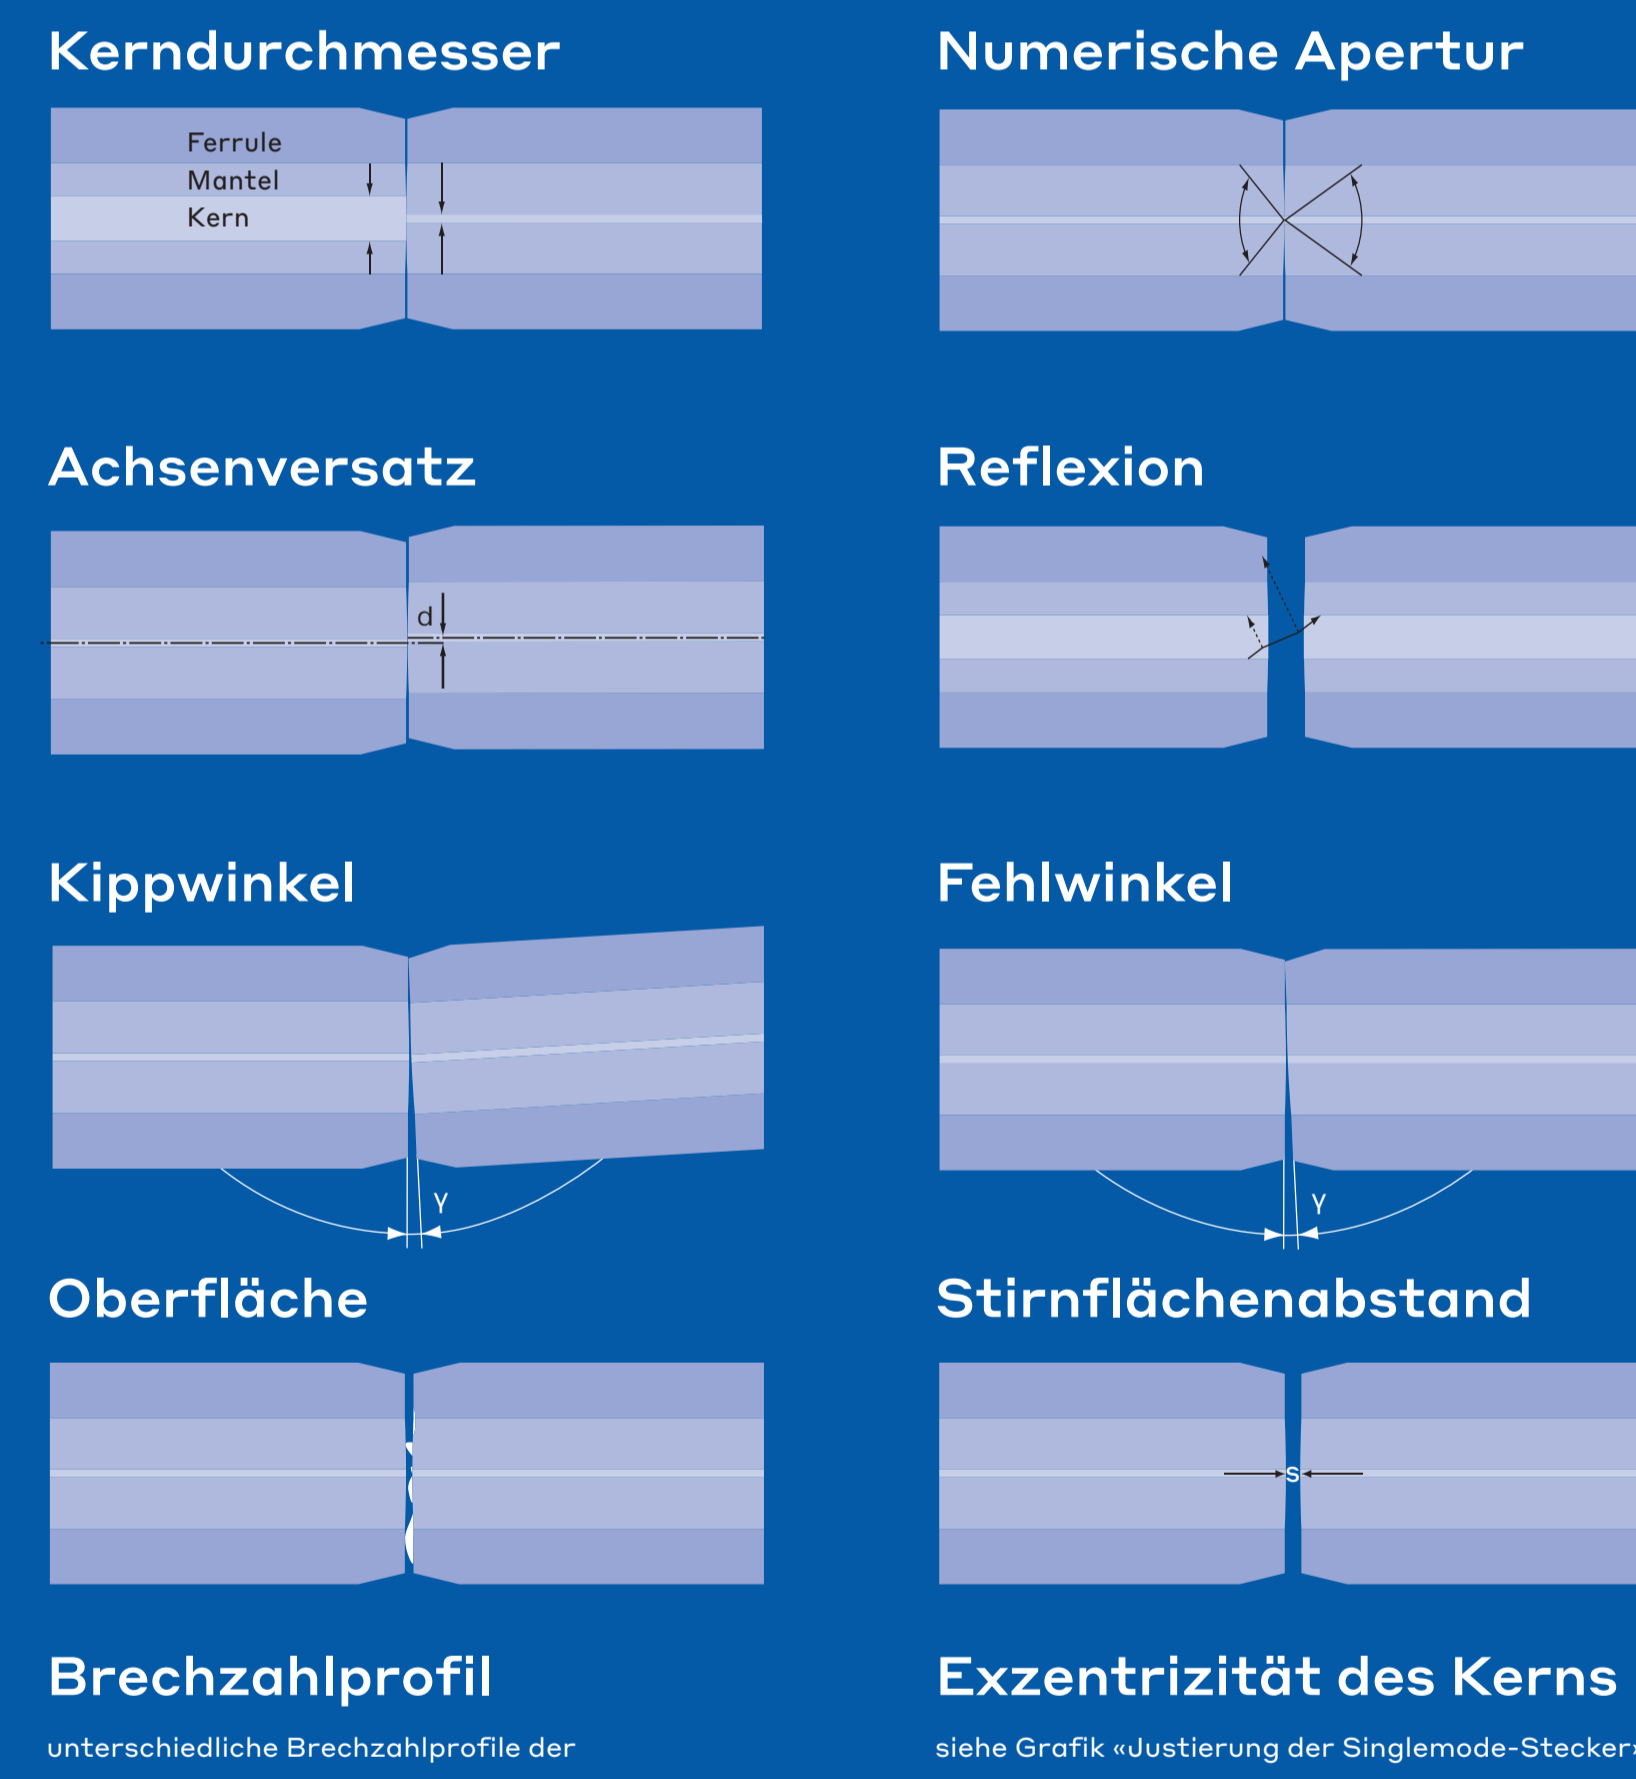 Kerndurchmesser
Numerische Apertur
Ferrule
Mantel
Kern
Achsenversatz
Reflexion
d
Kippwinkel
Fehlwinkel
γ
γ
Oberfläche
Stirnflächenabstand
s
Brechzahlprofil
Exzentrizität des Kerns
unterschiedliche Brechzahlprofile der
siehe Grafik «Justierung der Singlemode-Stecker»